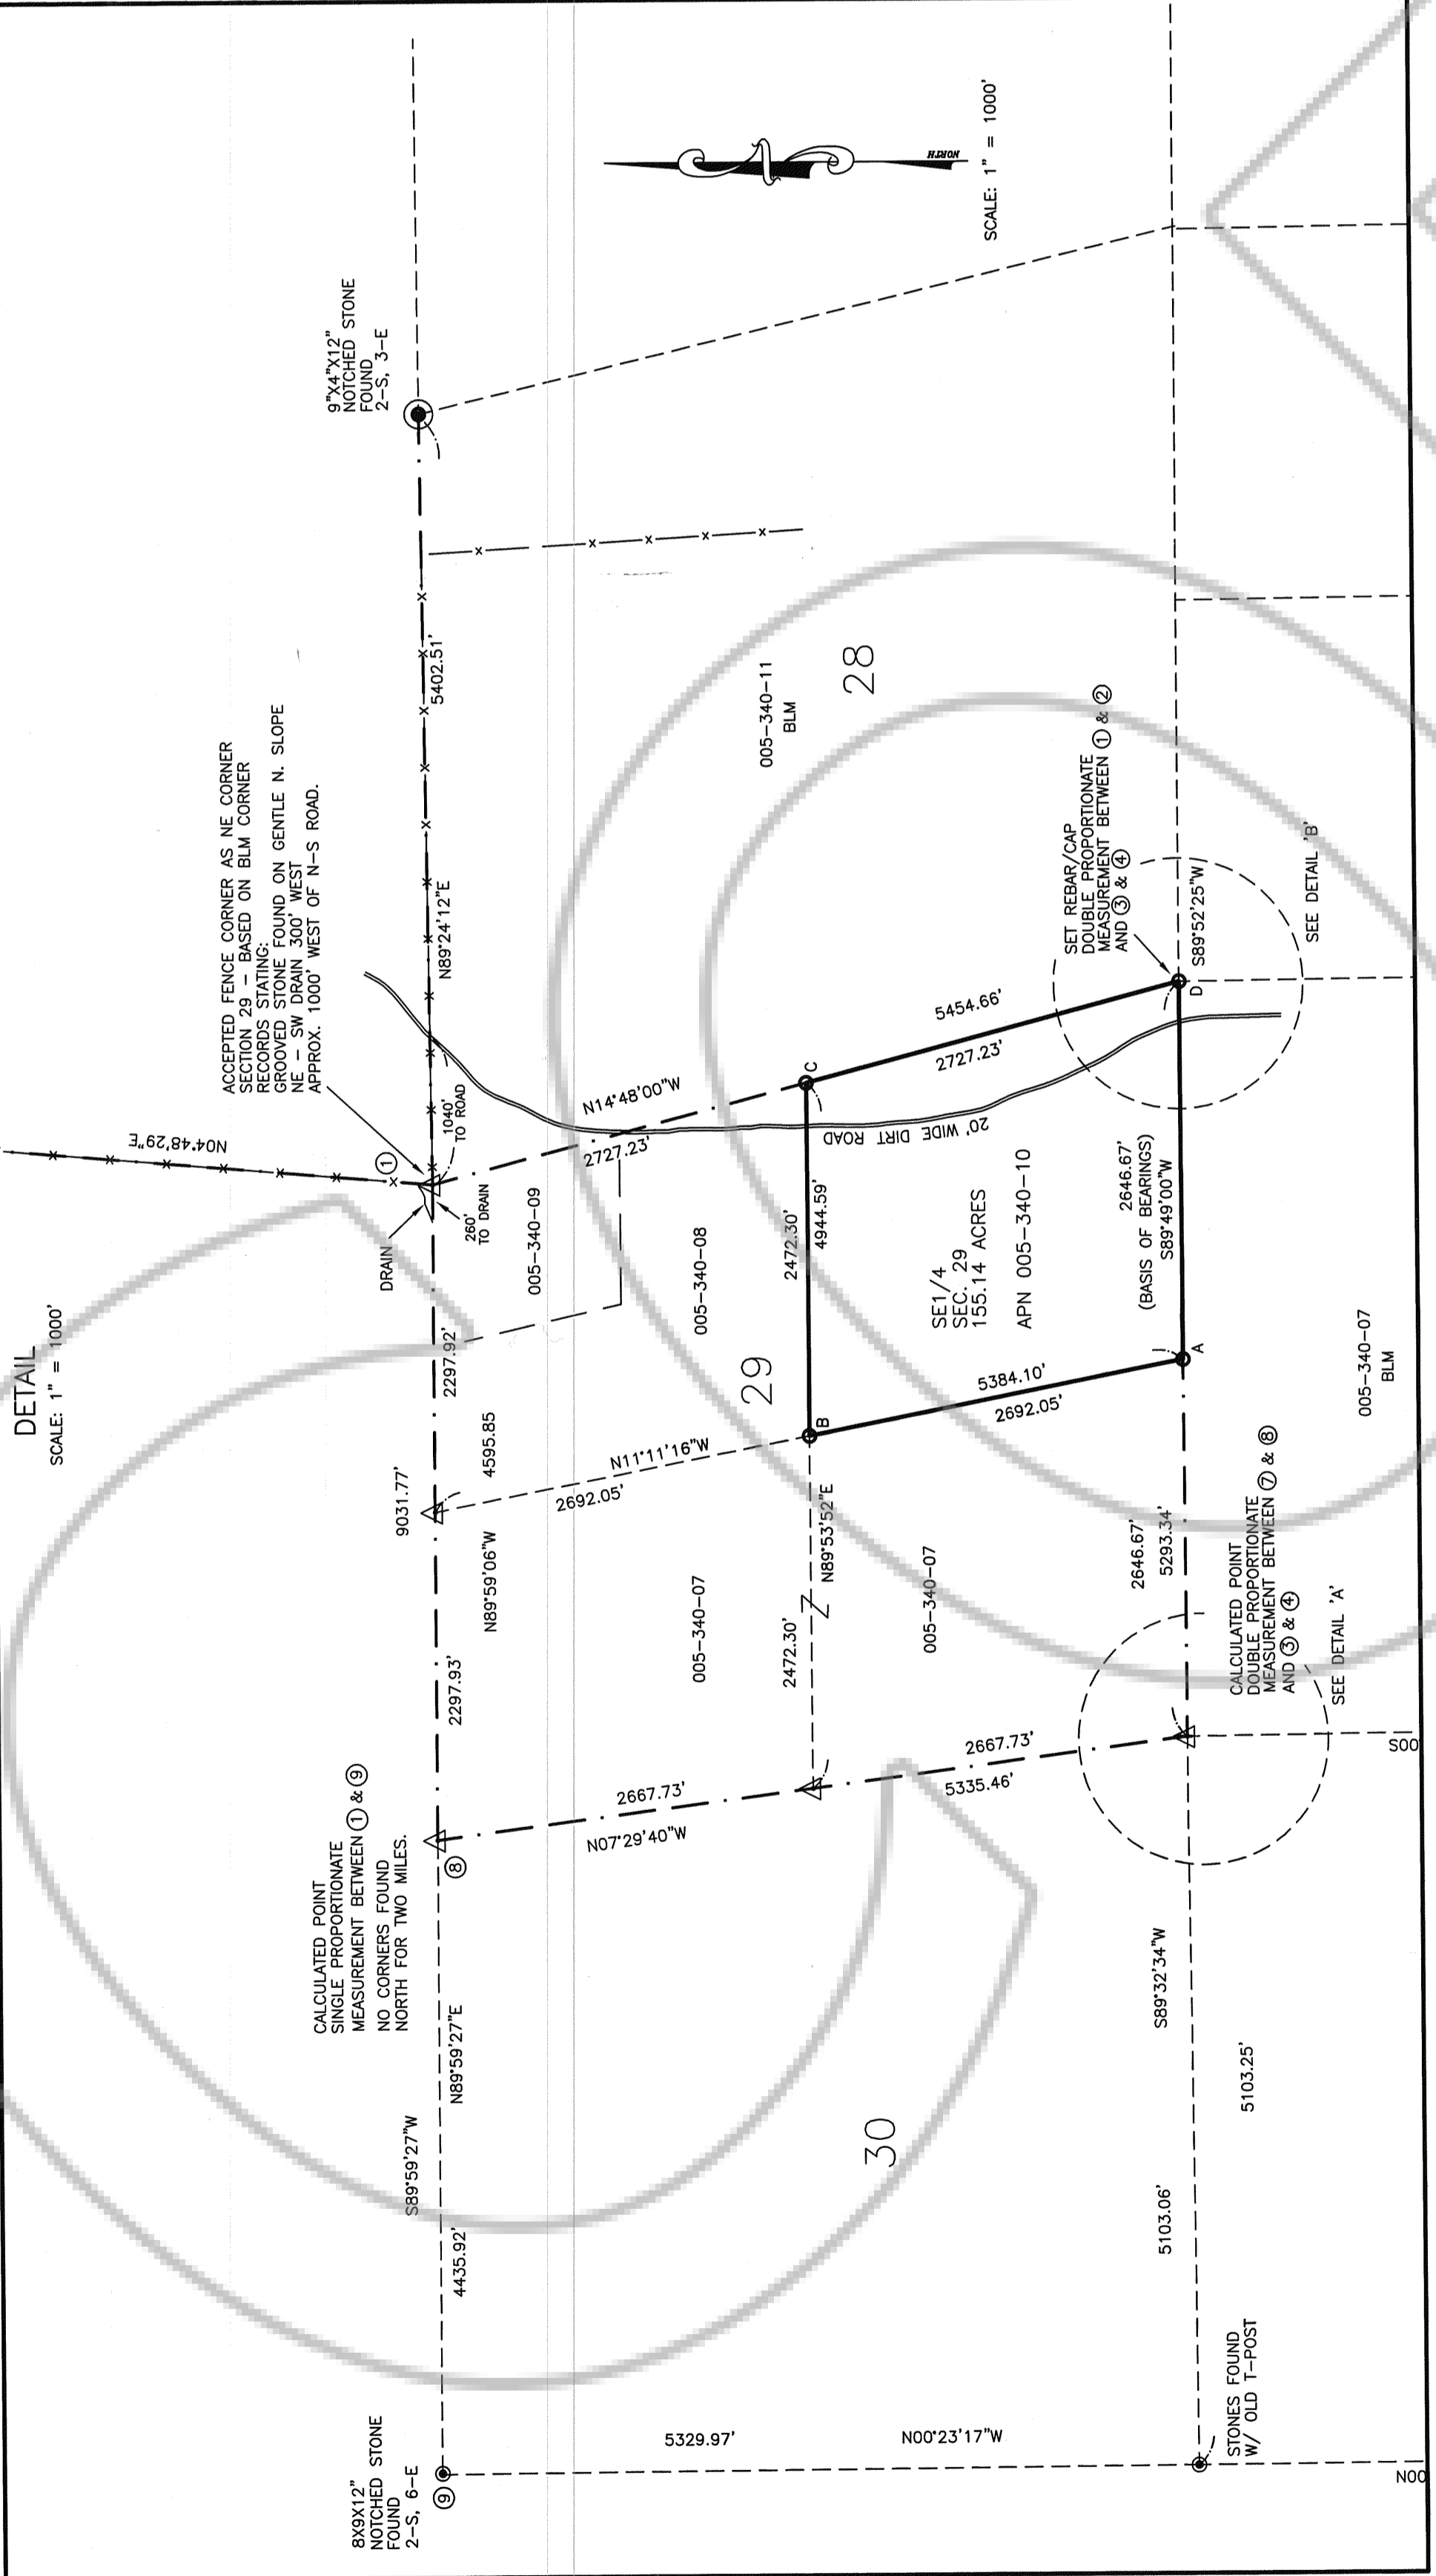 DETAIL
SCALE: 1" = 1000'
N04°48'29"E
ACCEPTED FENCE CORNER AS NE CORNER
SECTION 29 - BASED ON BLM CORNER
RECORDS STATING:
GROOVED STONE FOUND ON GENTLE N. SLOPE
NE - SW DRAIN 300' WEST
APPROX. 1000' WEST OF N-S ROAD.
9"X4"X12"
NOTCHED STONE
FOUND
2-S, 3-E
CALCULATED POINT
SINGLE PROPORTIONATE
MEASUREMENT BETWEEN ① & ⑨
NO CORNERS FOUND
NORTH FOR TWO MILES.
8X9X12"
NOTCHED STONE
FOUND
2-S, 6-E
⑨
S89°59'27"W
4435.92'
N89°59'27"E
⑧
2297.93'
9031.77'
N89°59'06"W
4595.85
2297.92'
DRAIN
①
260'
TO DRAIN
1040'
TO ROAD
N89°24'12"E
5402.51'
NORTH
SCALE: 1" = 1000'
005-340-09
N14°48'00"W
2727.23'
2692.05'
N11°11'16"W
2667.73'
N07°29'40"W
5329.97'
N00°23'17"W
005-340-07
005-340-08
29
005-340-11
BLM
28
2472.30'
N89°53'52"E
B
2472.30'
4944.59'
C
20' WIDE DIRT ROAD
30
005-340-07
2667.73'
5335.46'
5384.10'
2692.05'
SE1/4
SEC. 29
155.14 ACRES
APN 005-340-10
5454.66'
2727.23'
SET REBAR/CAP
DOUBLE PROPORTIONATE
MEASUREMENT BETWEEN ① & ②
AND ③ & ④
2646.67'
(BASIS OF BEARINGS)
S89°49'00"W
2646.67'
5293.34'
A
D
S89°52'25"W
SEE DETAIL 'B'
S89°32'34"W
5103.06'
5103.25'
CALCULATED POINT
DOUBLE PROPORTIONATE
MEASUREMENT BETWEEN ⑦ & ⑧
AND ③ & ④
SEE DETAIL 'A'
STONES FOUND
W/ OLD T-POST
005-340-07
BLM
S00
N00